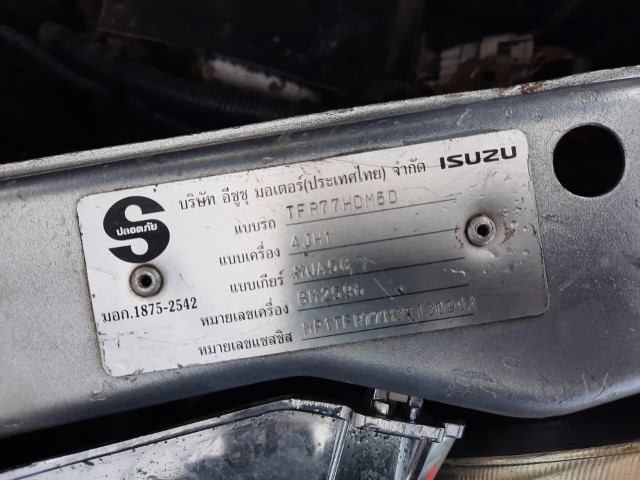 บริษัท อีซูซุ มอเตอร์(ประเทศไทย) จำกัด ISUZU
S
ปลอดภัย
มอก.1875-2542
แบบรถ TFR77HDM6D
แบบเครื่อง 4JH1
แบบเกียร์
หมายเลขเครื่อง
หมายเลขแชสซีส